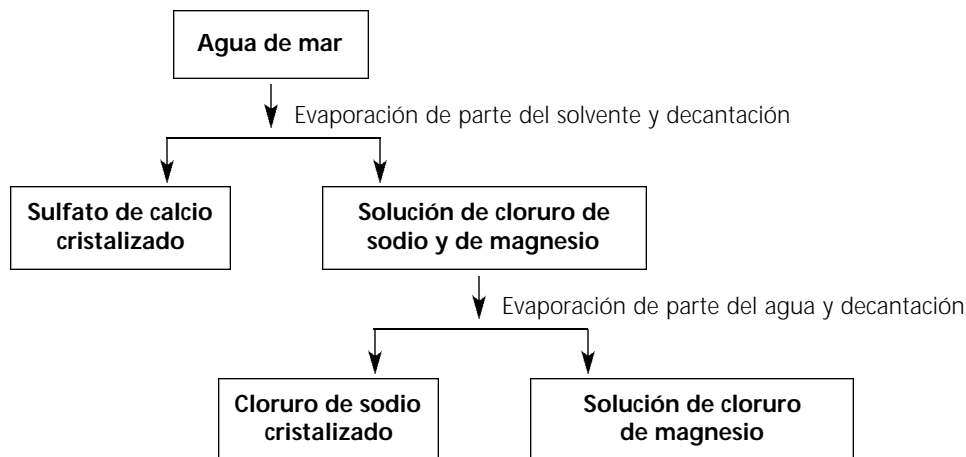 Agua de mar
Evaporación de parte del solvente y decantación
Sulfato de calcio
cristalizado
Solución de cloruro de
sodio y de magnesio
Evaporación de parte del agua y decantación
Cloruro de sodio
cristalizado
Solución de cloruro
de magnesio